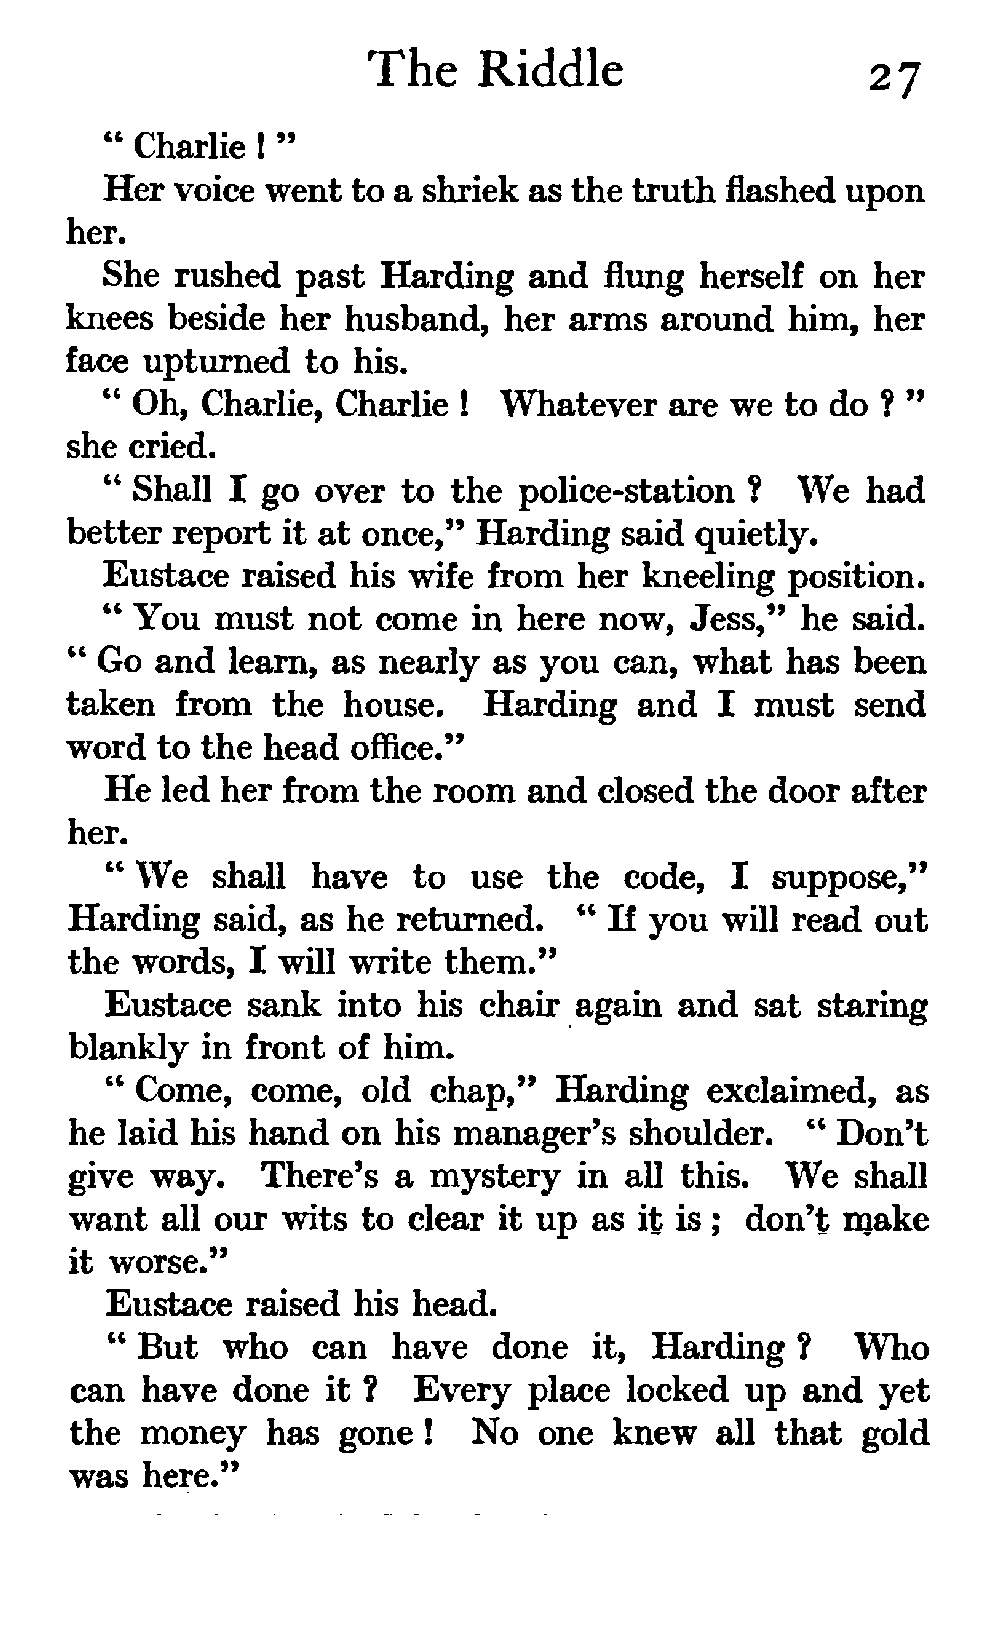 The Riddle 27
“ Charlie ! ”
Her voice went to a shriek as the truth flashed upon
her.
She rushed past Harding and flung herself on her
knees beside her husband, her arms around him, her
face upturned to his.
“ Oh, Charlie, Charlie ! Whatever are we to do ? ”
she cried.
“ Shall I go over to the police-station ? We had
better report it at once,” Harding said quietly.
Eustace raised his wife from her kneeling position.
“ You must not come in here now, Jess,” he said.
“ Go and learn, as nearly as you can, what has been
taken from the house. Harding and I must send
word to the head office.”
He led her from the room and closed the door after
her.
“ We shall have to use the code, I suppose,”
Harding said, as he returned. “ If you will read out
the words, I will write them.”
Eustace sank into his chair again and sat staring
blankly in front of him.
“ Come, come, old chap,” Harding exclaimed, as
he laid his hand on his manager’s shoulder. “ Don’t
give way. There’s a mystery in all this. We shall
want all our wits to clear it up as it is ; don’t make
it worse.”
Eustace raised his head.
“ But who can have done it, Harding ? Who
can have done it ? Every place locked up and yet
the money has gone ! No one knew all that gold
was here.”